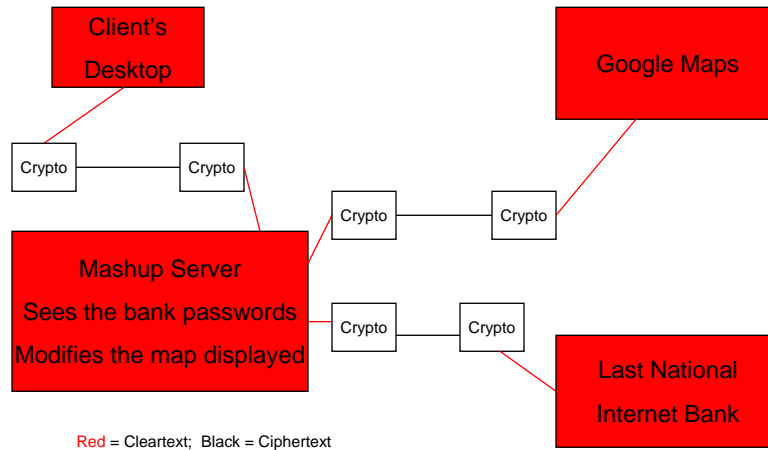 Client's
Desktop
Google Maps
Crypto
Crypto
Crypto
Crypto
Mashup Server
Sees the bank passwords
Modifies the map displayed
Crypto
Crypto
Last National
Internet Bank
Red = Cleartext; Black = Ciphertext